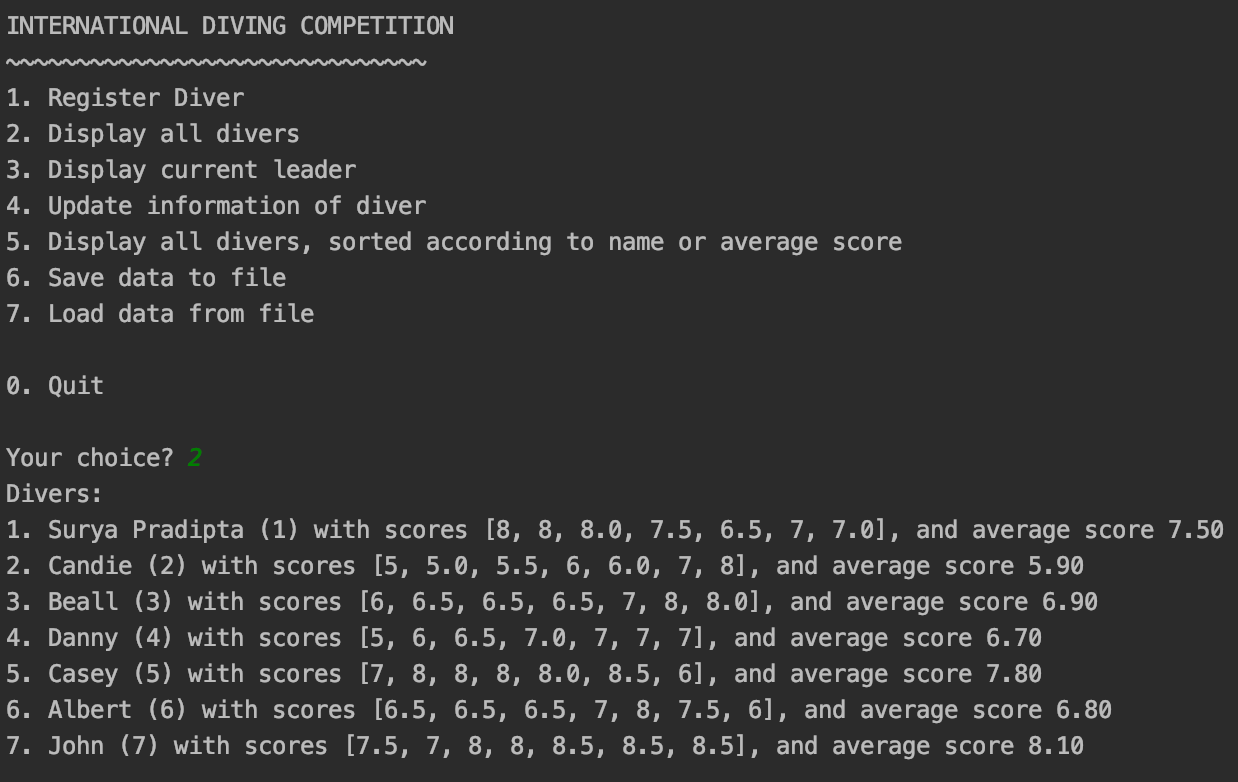 INTERNATIONAL DIVING COMPETITION
~~~~~~~~~~~~~~~~~~~~~~~~~~~~~~
1. Register Diver
2. Display all divers
3. Display current leader
4. Update information of diver
5. Display all divers, sorted according to name or average score
6. Save data to file
7. Load data from file
0. Quit
Your choice? 2
Divers:
1. Surya Pradipta (1) with scores [8, 8, 8.0, 7.5, 6.5, 7, 7.0], and average score 7.50
2. Candie (2) with scores [5, 5.0, 5.5, 6, 6.0, 7, 8], and average score 5.90
3. Beall (3) with scores [6, 6.5, 6.5, 6.5, 7, 8, 8.0], and average score 6.90
4. Danny (4) with scores [5, 6, 6.5, 7.0, 7, 7, 7], and average score 6.70
5. Casey (5) with scores [7, 8, 8, 8, 8.0, 8.5, 6], and average score 7.80
6. Albert (6) with scores [6.5, 6.5, 6.5, 7, 8, 7.5, 6], and average score 6.80
7. John (7) with scores [7.5, 7, 8, 8, 8.5, 8.5, 8.5], and average score 8.10